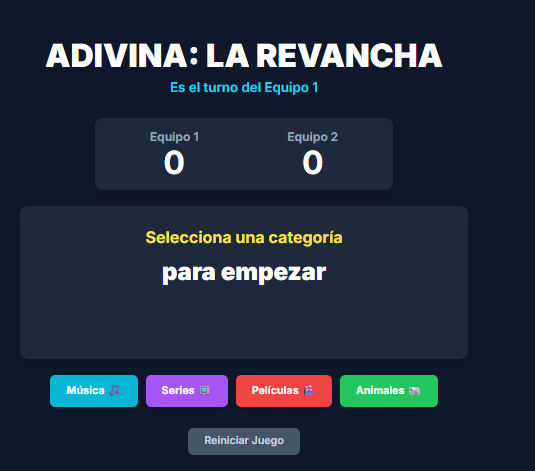 ADIVINA: LA REVANCHA
Es el turno del Equipo 1
Equipo 1 Equipo 2
0 0
Selecciona una categoría
para empezar
Música 🎵 Series 📺 Películas 🎬 Animales 🐘
Reiniciar Juego